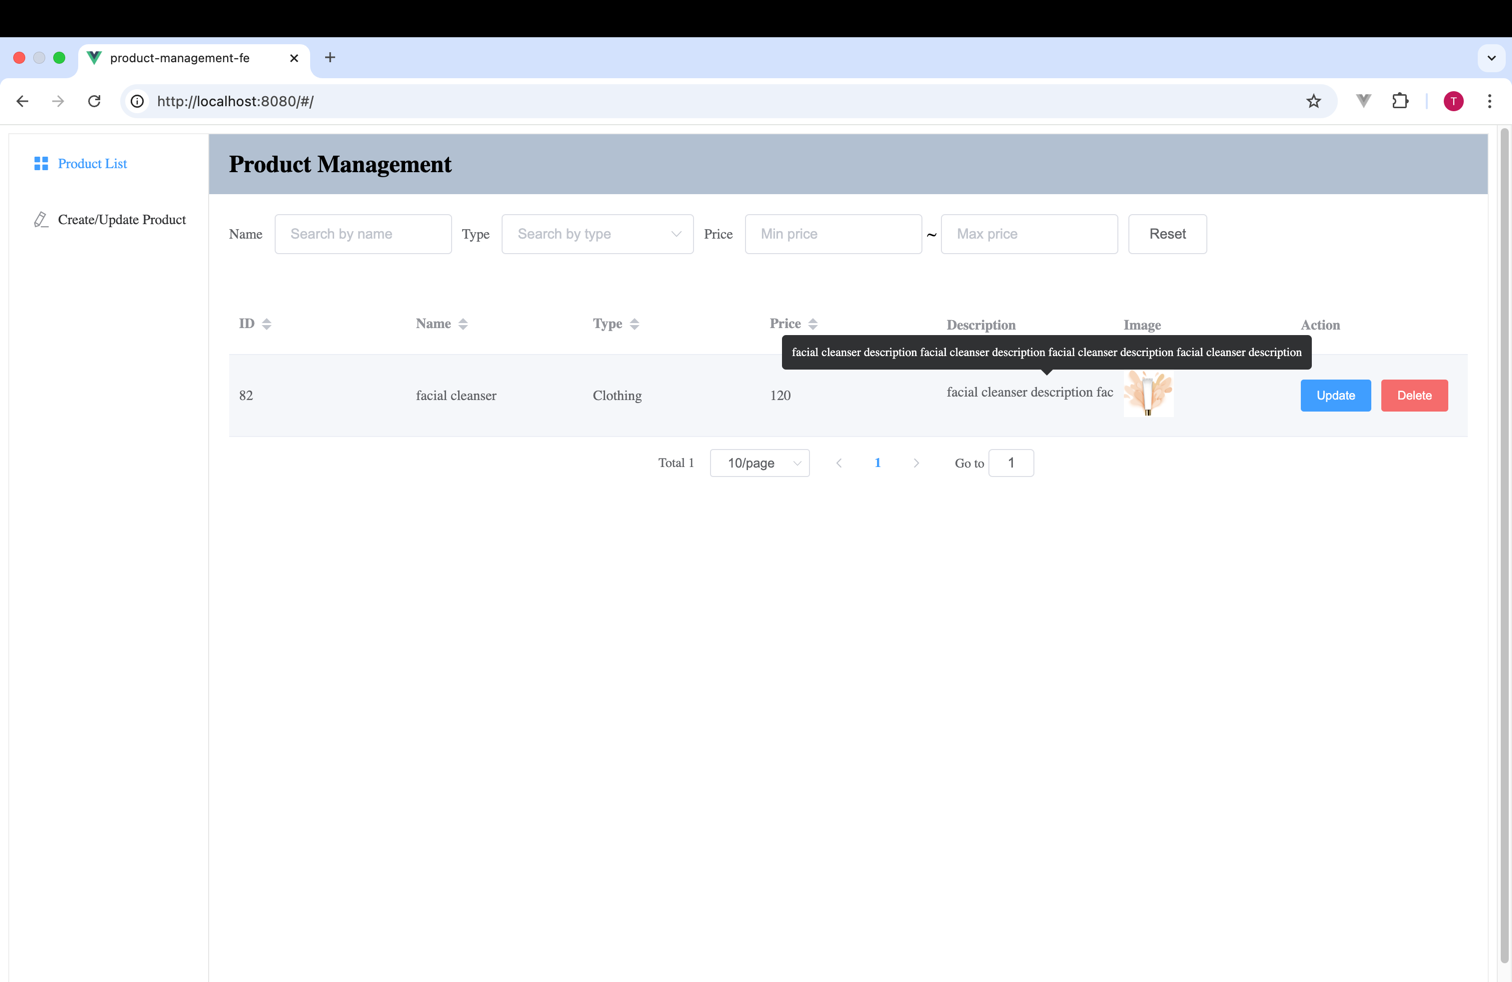 product-management-fe
http://localhost:8080/#/
T
Product List
Product Management
Create/Update Product
Name Search by name Type Search by type Price Min price ~ Max price Reset
ID Name Type Price Description Image Action
facial cleanser description facial cleanser description facial cleanser description facial cleanser description
82 facial cleanser Clothing 120 facial cleanser description fac Update Delete
Total 1 10/page 1 Go to 1